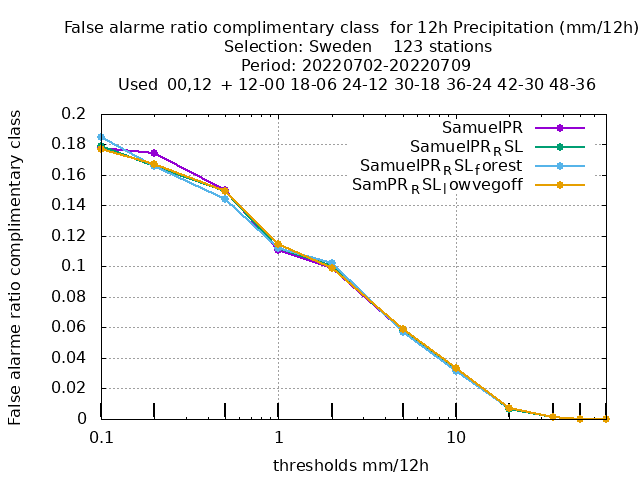 False alarme ratio complimentary class  for 12h Precipitation (mm/12h)
Selection: Sweden    123 stations
Period: 20220702-20220709
Used  00,12  + 12-00 18-06 24-12 30-18 36-24 42-30 48-36
False alarme ratio complimentary class
0.2
0.18
0.16
0.14
0.12
0.1
0.08
0.06
0.04
0.02
0
SamuelPR
SamuelPR_RSL
SamuelPR_RSL_forest
SamPR_RSL_lowvegoff
0.1 1 10
thresholds mm/12h